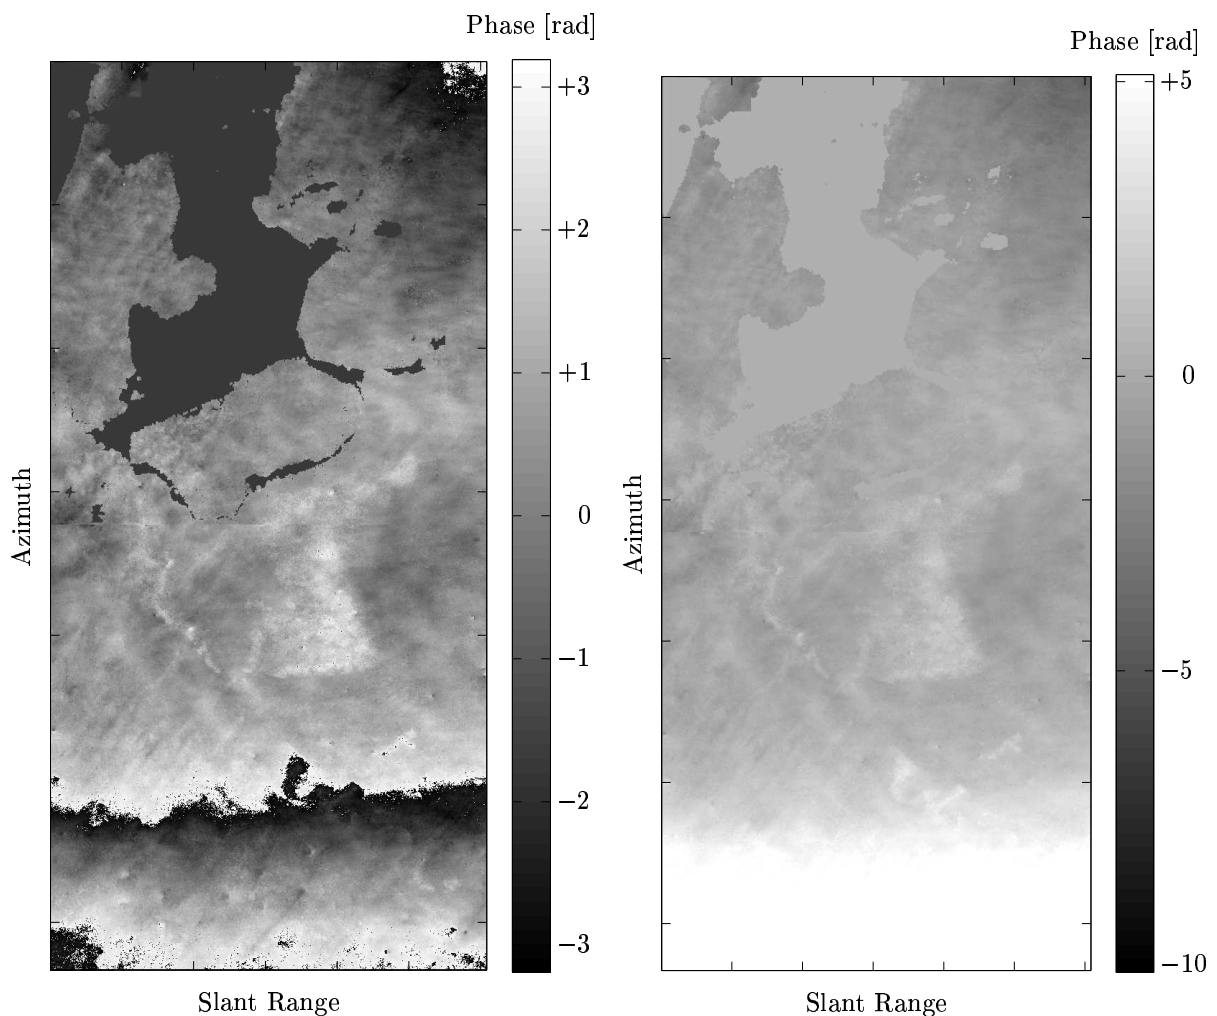 Phase [rad]
+3
+2
+1
0
−1
−2
−3
Azimuth
Slant Range
Phase [rad]
+5
0
−5
−10
Azimuth
Slant Range